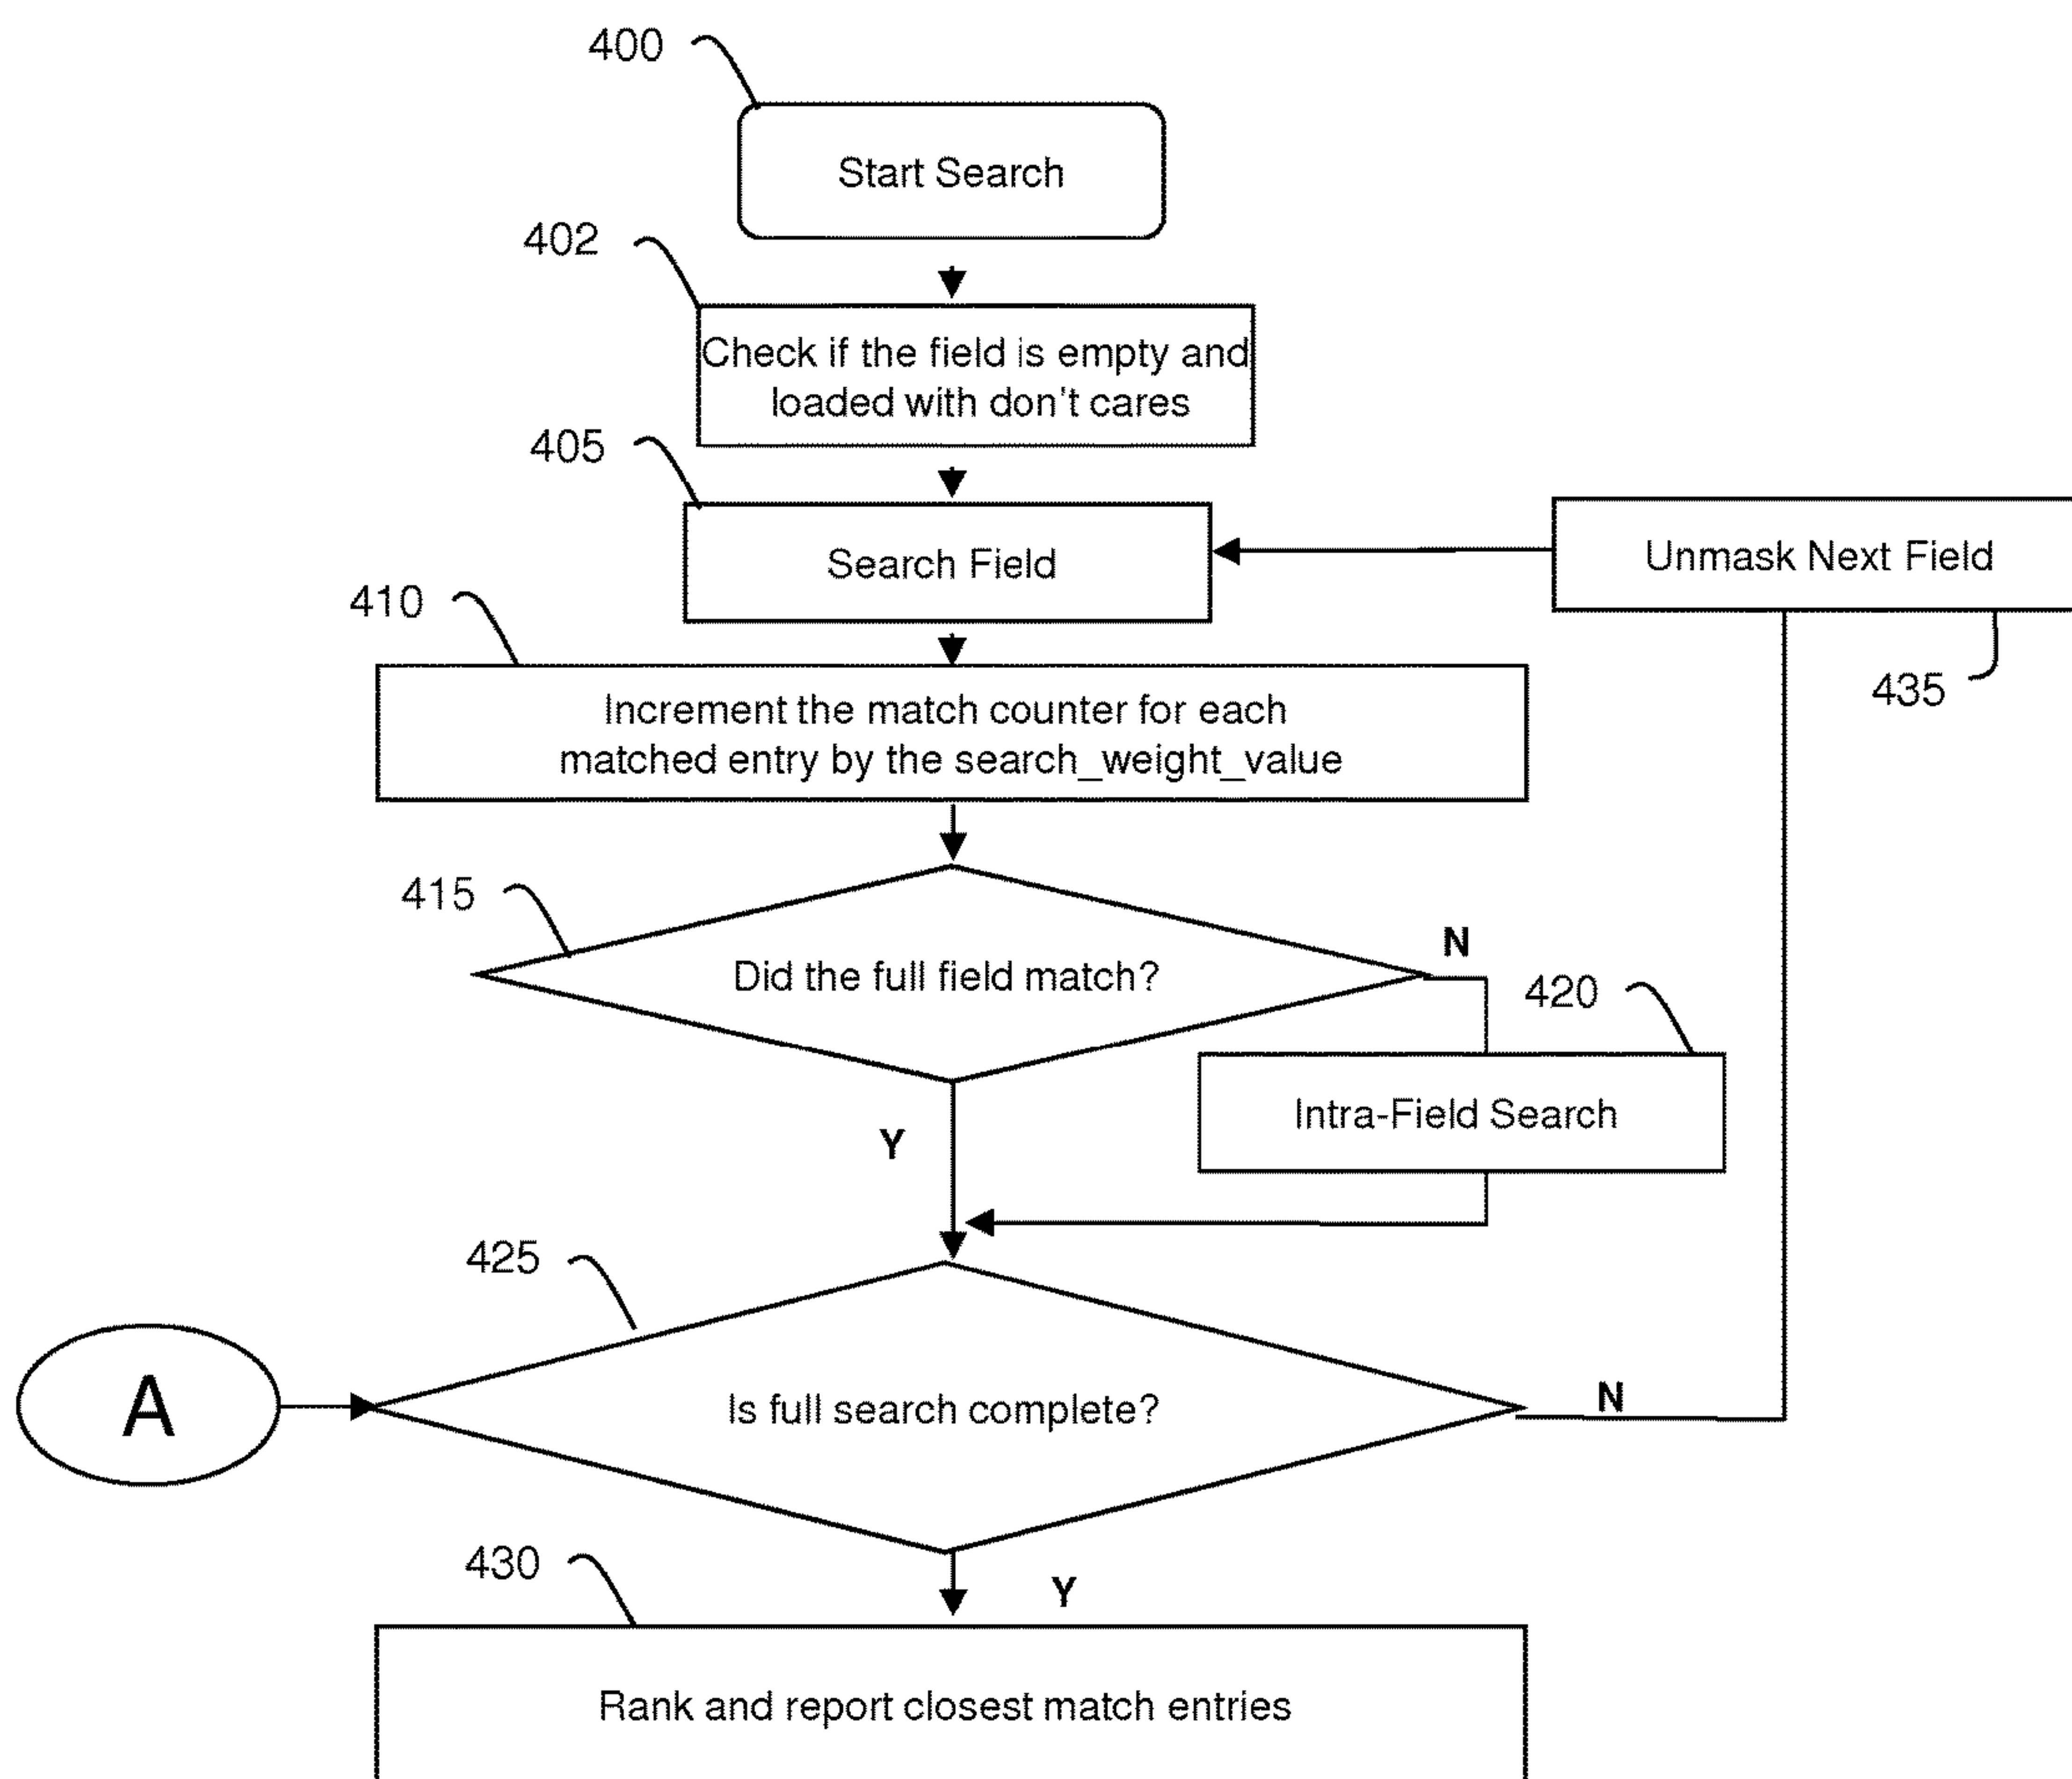 400
Start Search
402
Check if the field is empty and
loaded with don't cares
405
Search Field
Unmask Next Field
435
410
Increment the match counter for each
matched entry by the search_weight_value
415
Did the full field match?
N
420
Intra-Field Search
Y
425
A
Is full search complete?
N
430
Y
Rank and report closest match entries